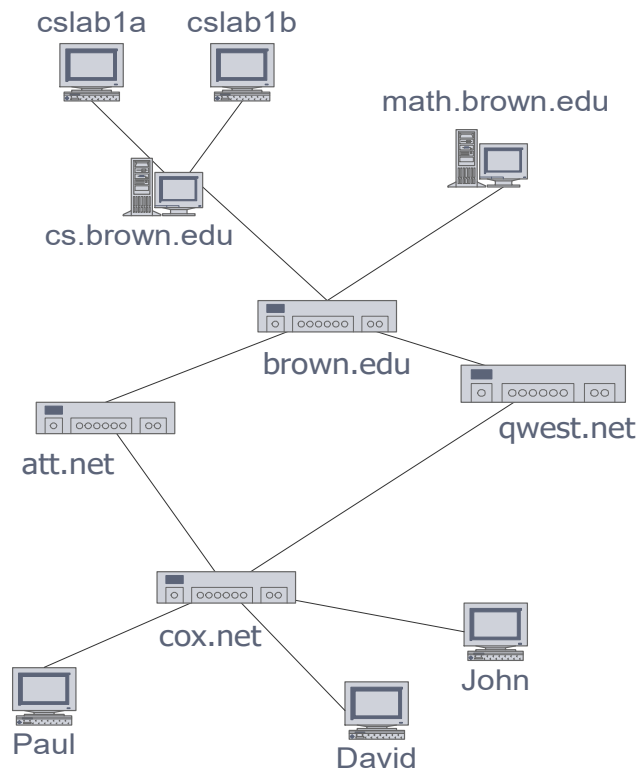 cslab1a
cslab1b
math.brown.edu
cs.brown.edu
brown.edu
qwest.net
att.net
cox.net
John
Paul
David